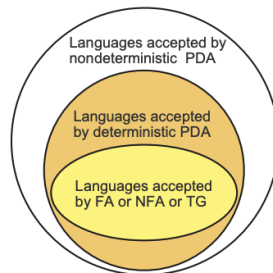 Languages accepted by
nondeterministic PDA
Languages accepted
by deterministic PDA
Languages accepted
by FA or NFA or TG